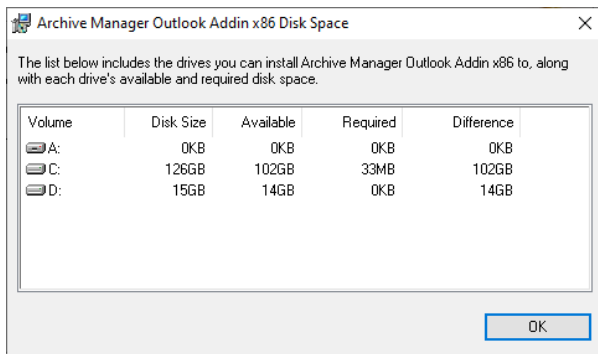 Archive Manager Outlook Addin x86 Disk Space
The list below includes the drives you can install Archive Manager Outlook Addin x86 to, along
with each drive's available and required disk space.
Volume Disk Size Available Required Difference
A: 0KB 0KB 0KB 0KB
C: 126GB 102GB 33MB 102GB
D: 15GB 14GB 0KB 14GB
OK